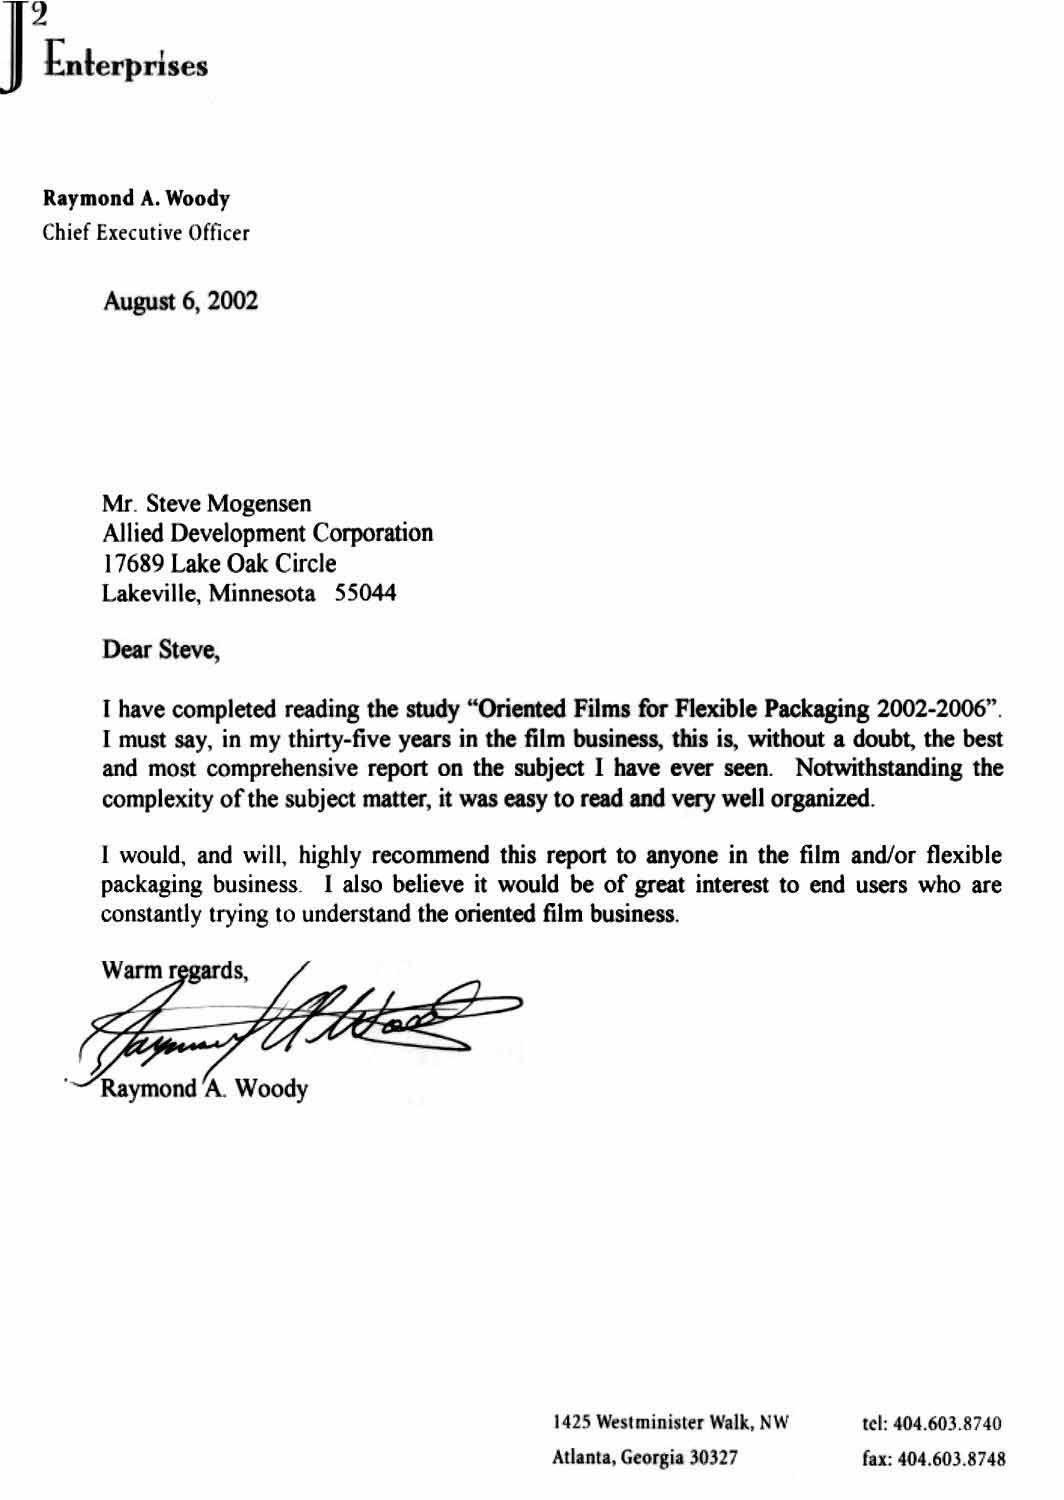 J2
Enterprises
Raymond A. Woody
Chief Executive Officer
August 6, 2002
Mr. Steve Mogensen
Allied Development Corporation
17689 Lake Oak Circle
Lakeville, Minnesota 55044
Dear Steve,
I have completed reading the study “Oriented Films for Flexible Packaging 2002-2006”.
I must say, in my thirty-five years in the film business, this is, without a doubt, the best
and most comprehensive report on the subject I have ever seen. Notwithstanding the
complexity of the subject matter, it was easy to read and very well organized.
I would, and will, highly recommend this report to anyone in the film and/or flexible
packaging business. I also believe it would be of great interest to end users who are
constantly trying to understand the oriented film business.
Warm regards,
Raymond A Wood
Raymond A. Woody
1425 Westminister Walk, NW
tel: 404.603.8740
Atlanta, Georgia 30327
fax: 404.603.8748